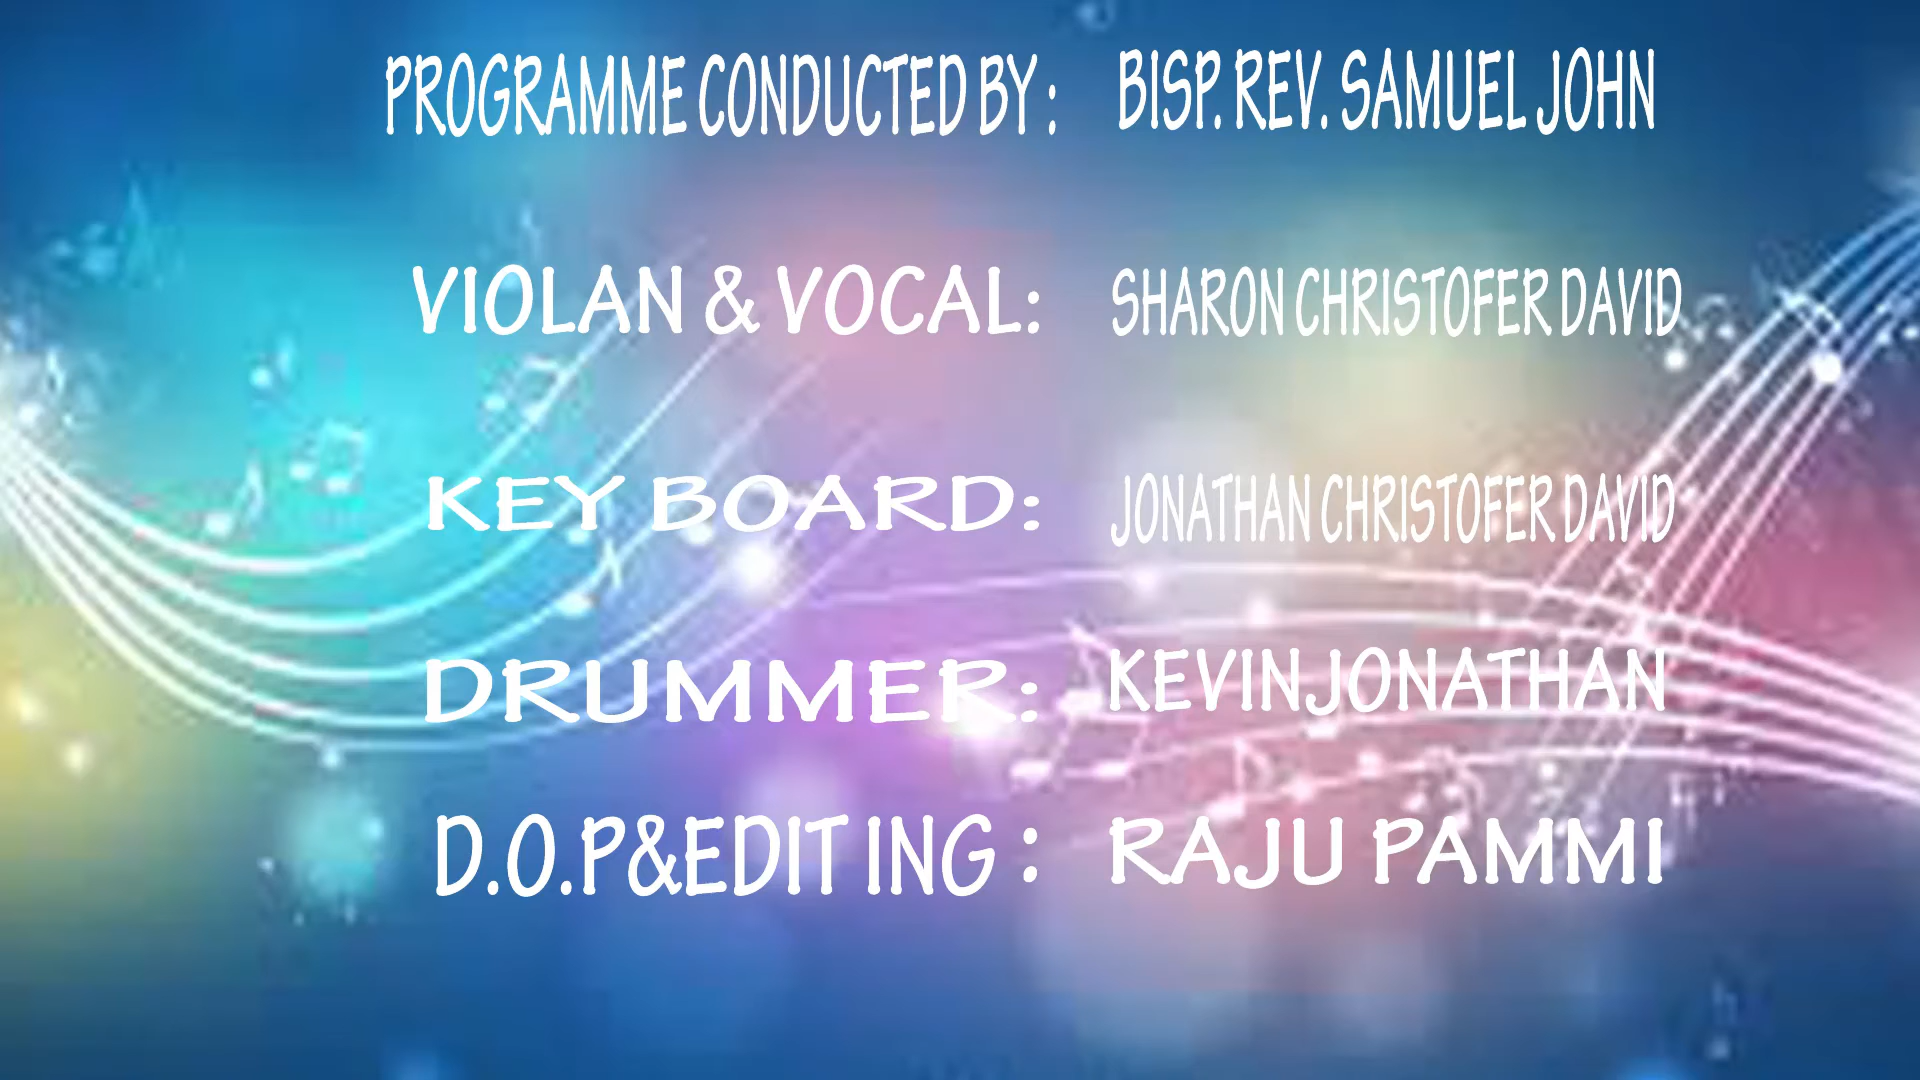 PROGRAMME CONDUCTED BY : BISP. REV. SAMUEL JOHN
VIOLAN & VOCAL: SHARON CHRISTOFER DAVID
KEY BOARD: JONATHAN CHRISTOFER DAVID
DRUMMER: KEVINJONATHAN
D.O.P&EDIT ING : RAJU PAMMI